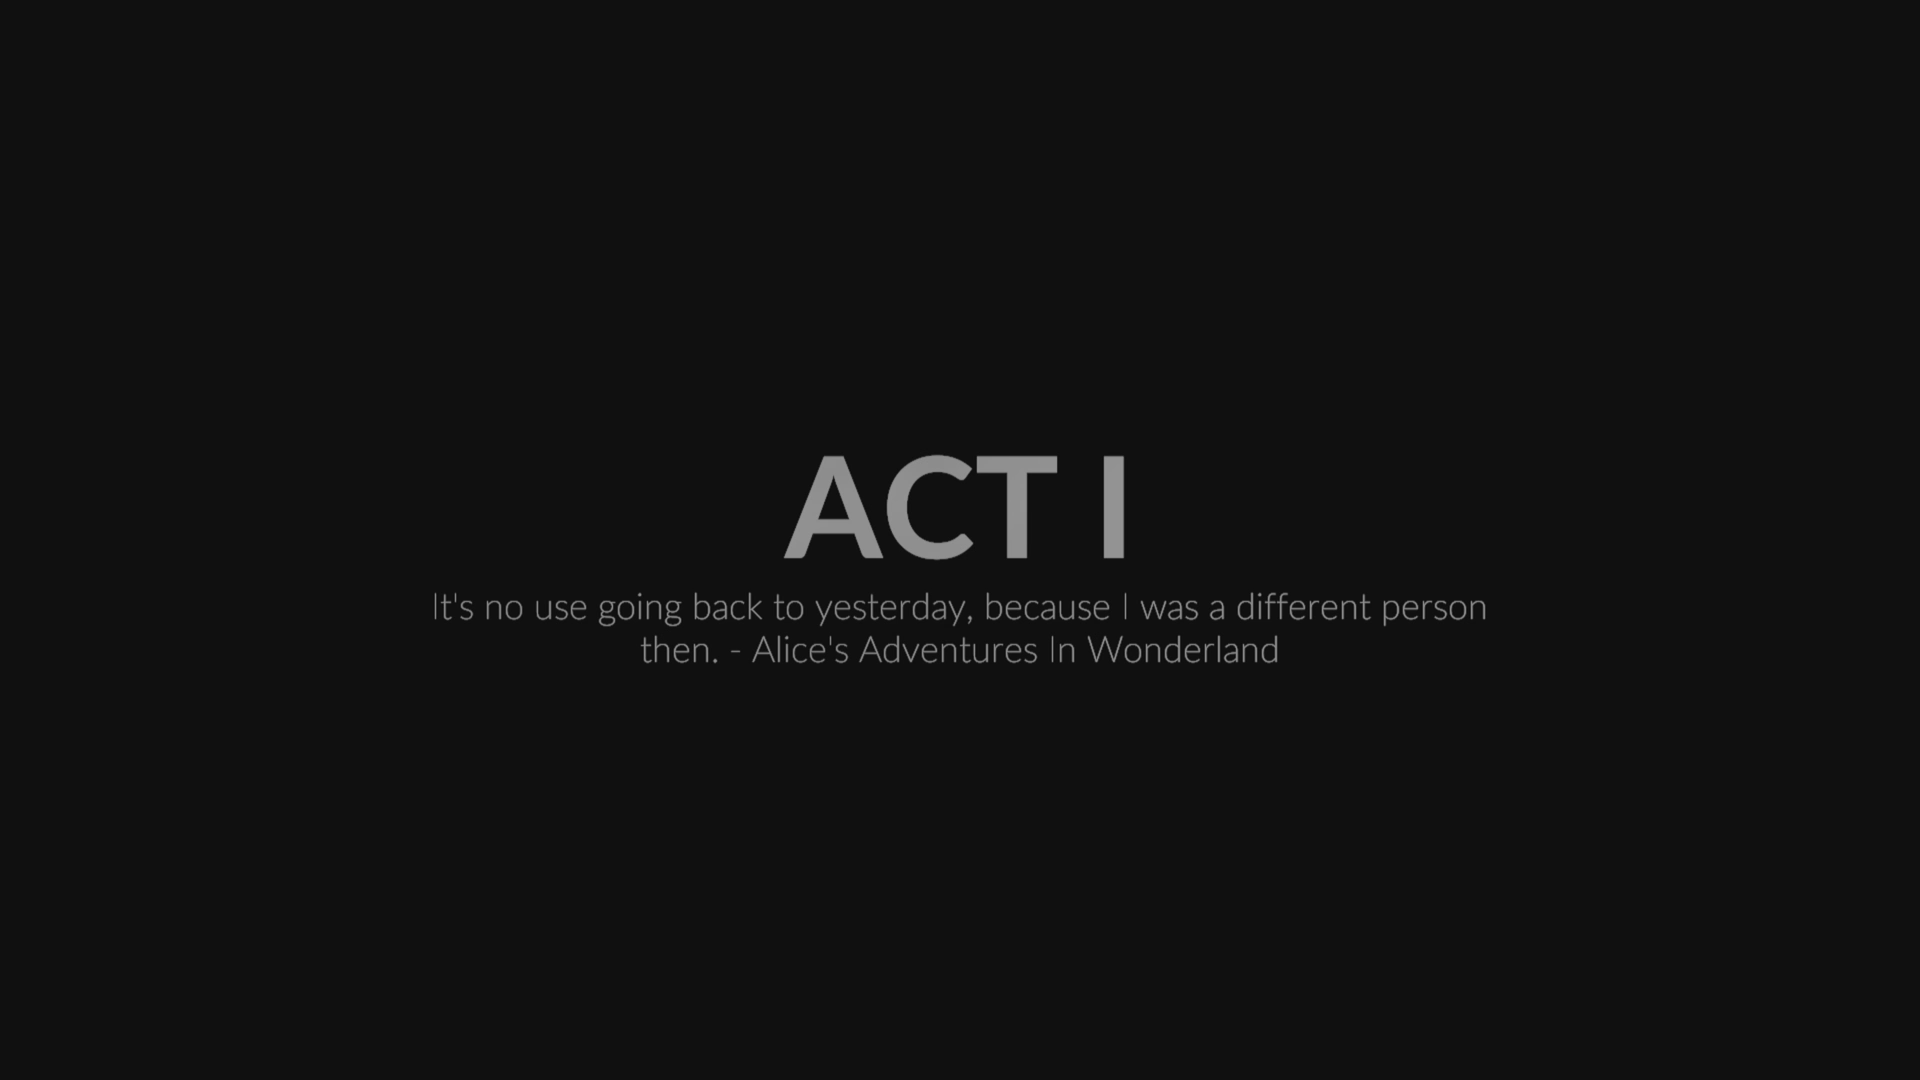 ACT I
It's no use going back to yesterday, because I was a different person
then. - Alice's Adventures In Wonderland